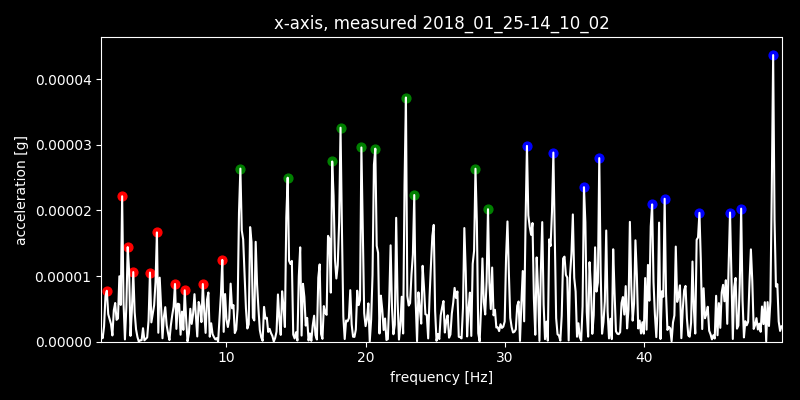 x-axis, measured 2018_01_25-14_10_02
0.00004
0.00003
0.00002
0.00001
0.00000
acceleration [g]
10 20 30 40
frequency [Hz]